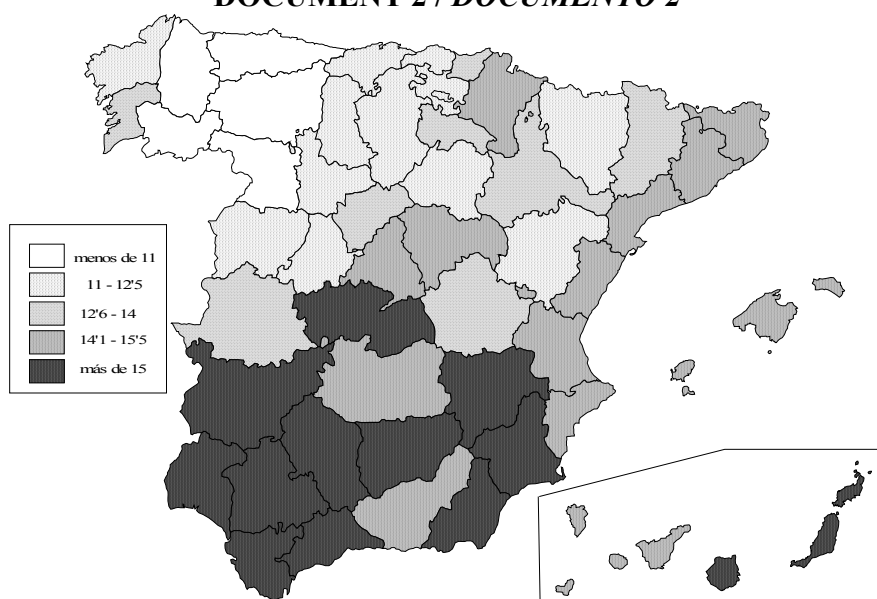 DOCUMENT 2 / DOCUMENTO 2
menos de 11
11 - 12'5
12'6 - 14
14'1 - 15'5
más de 15